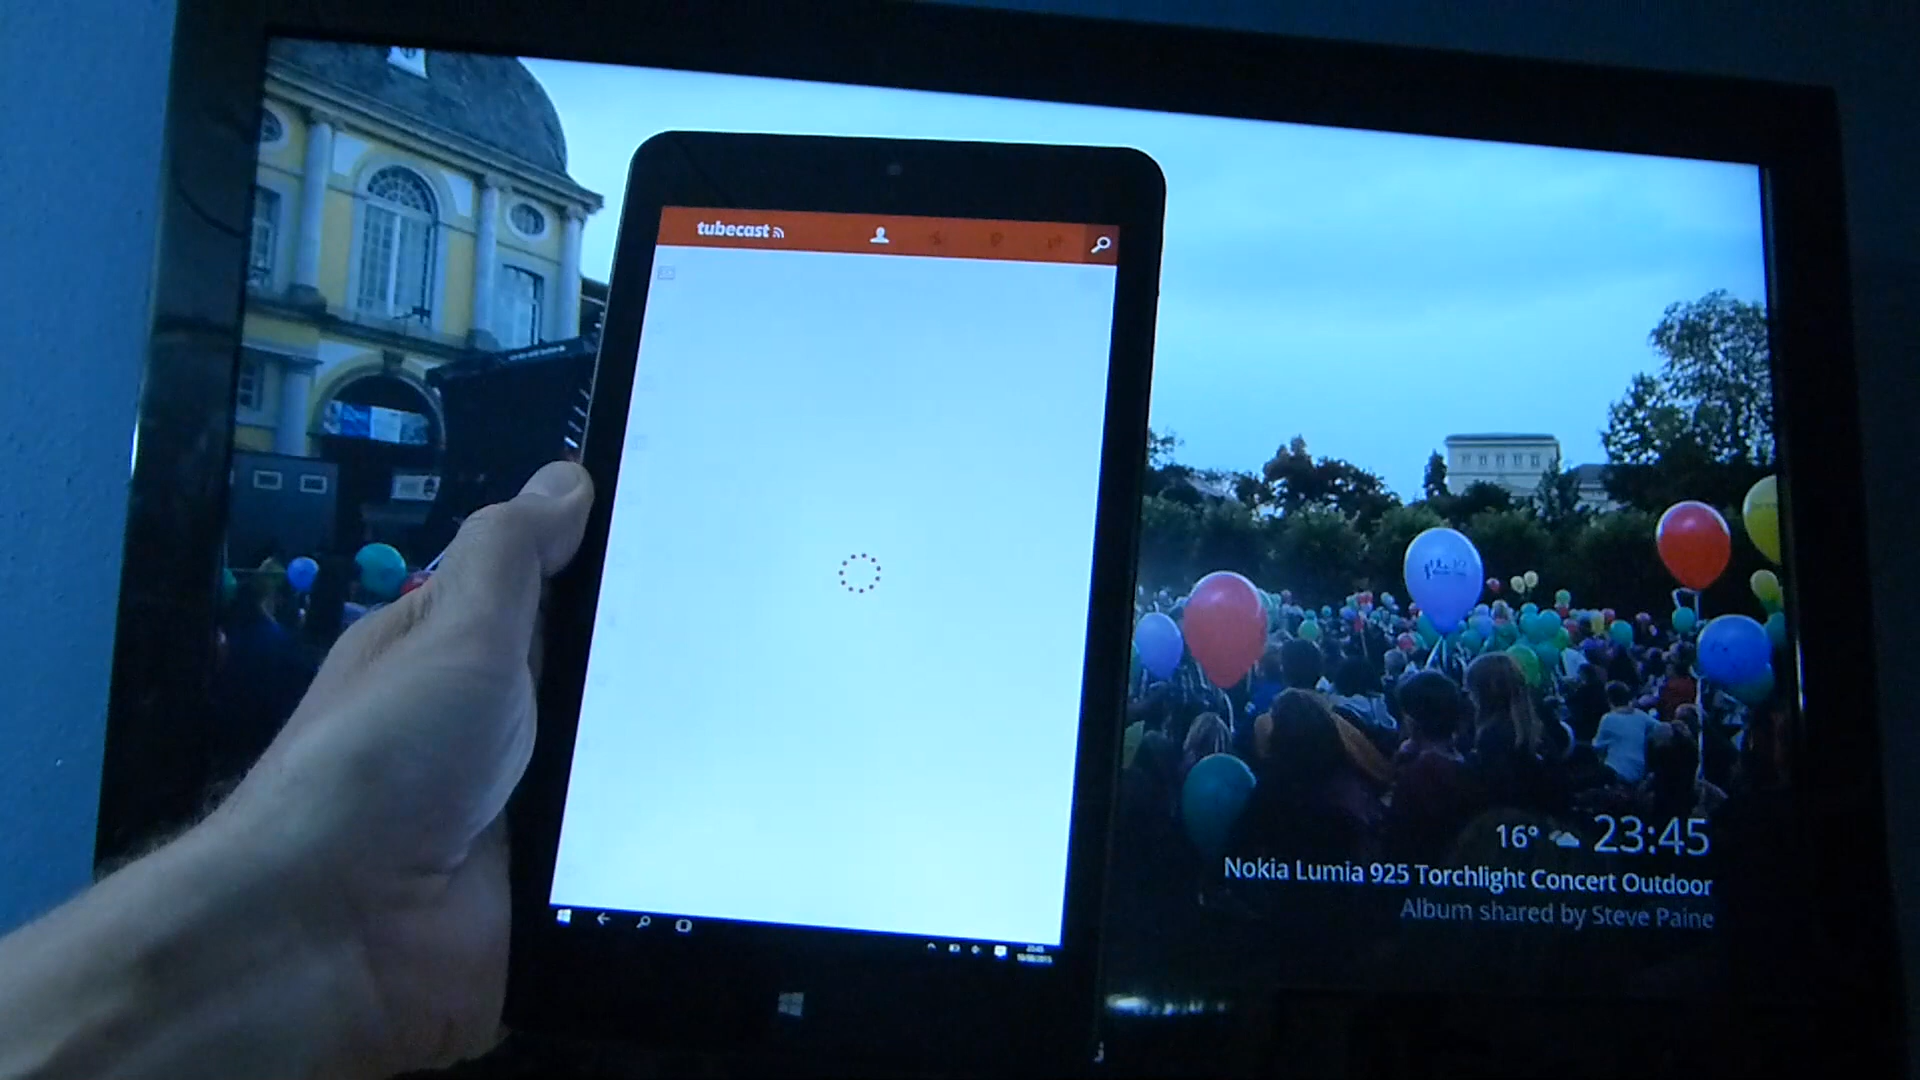 tubecast
16° 23:45
Nokia Lumia 925 Torchlight Concert Outdoor
Album shared by Steve Paine